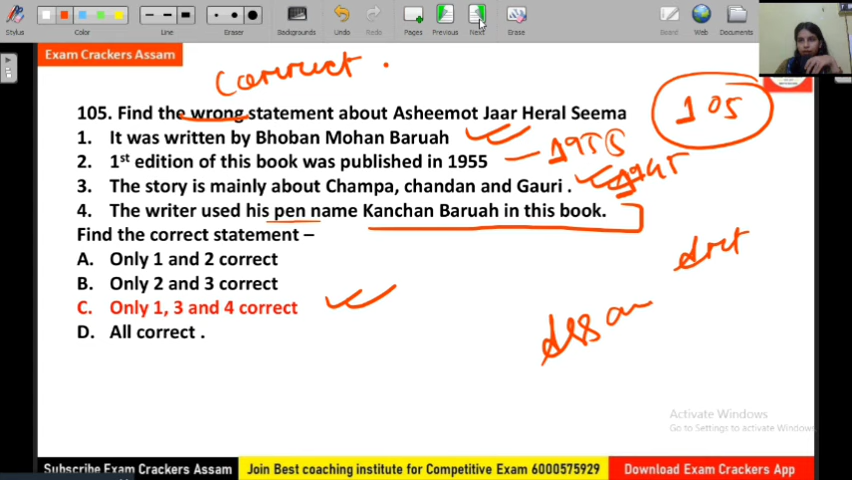 Style
Color
Line
Eraser
Backgrounds
Undo
Redo
Pages
Previous
Next
Erase
Board
Web
Documents
Exam Crackers Assam
Correct .
105. Find the wrong statement about Asheemot Jaar Heral Seema
105
1. It was written by Bhoban Mohan Baruah
2. 1st edition of this book was published in 1955
1945
3. The story is mainly about Champa, chandan and Gauri .
4. The writer used his pen name Kanchan Baruah in this book.
Find the correct statement –
A. Only 1 and 2 correct
B. Only 2 and 3 correct
C. Only 1, 3 and 4 correct
D. All correct .
Activate Windows
Go to Settings to activate Windows.
Subscribe Exam Crackers Assam
Join Best coaching institute for Competitive Exam 6000575929
Download Exam Crackers App